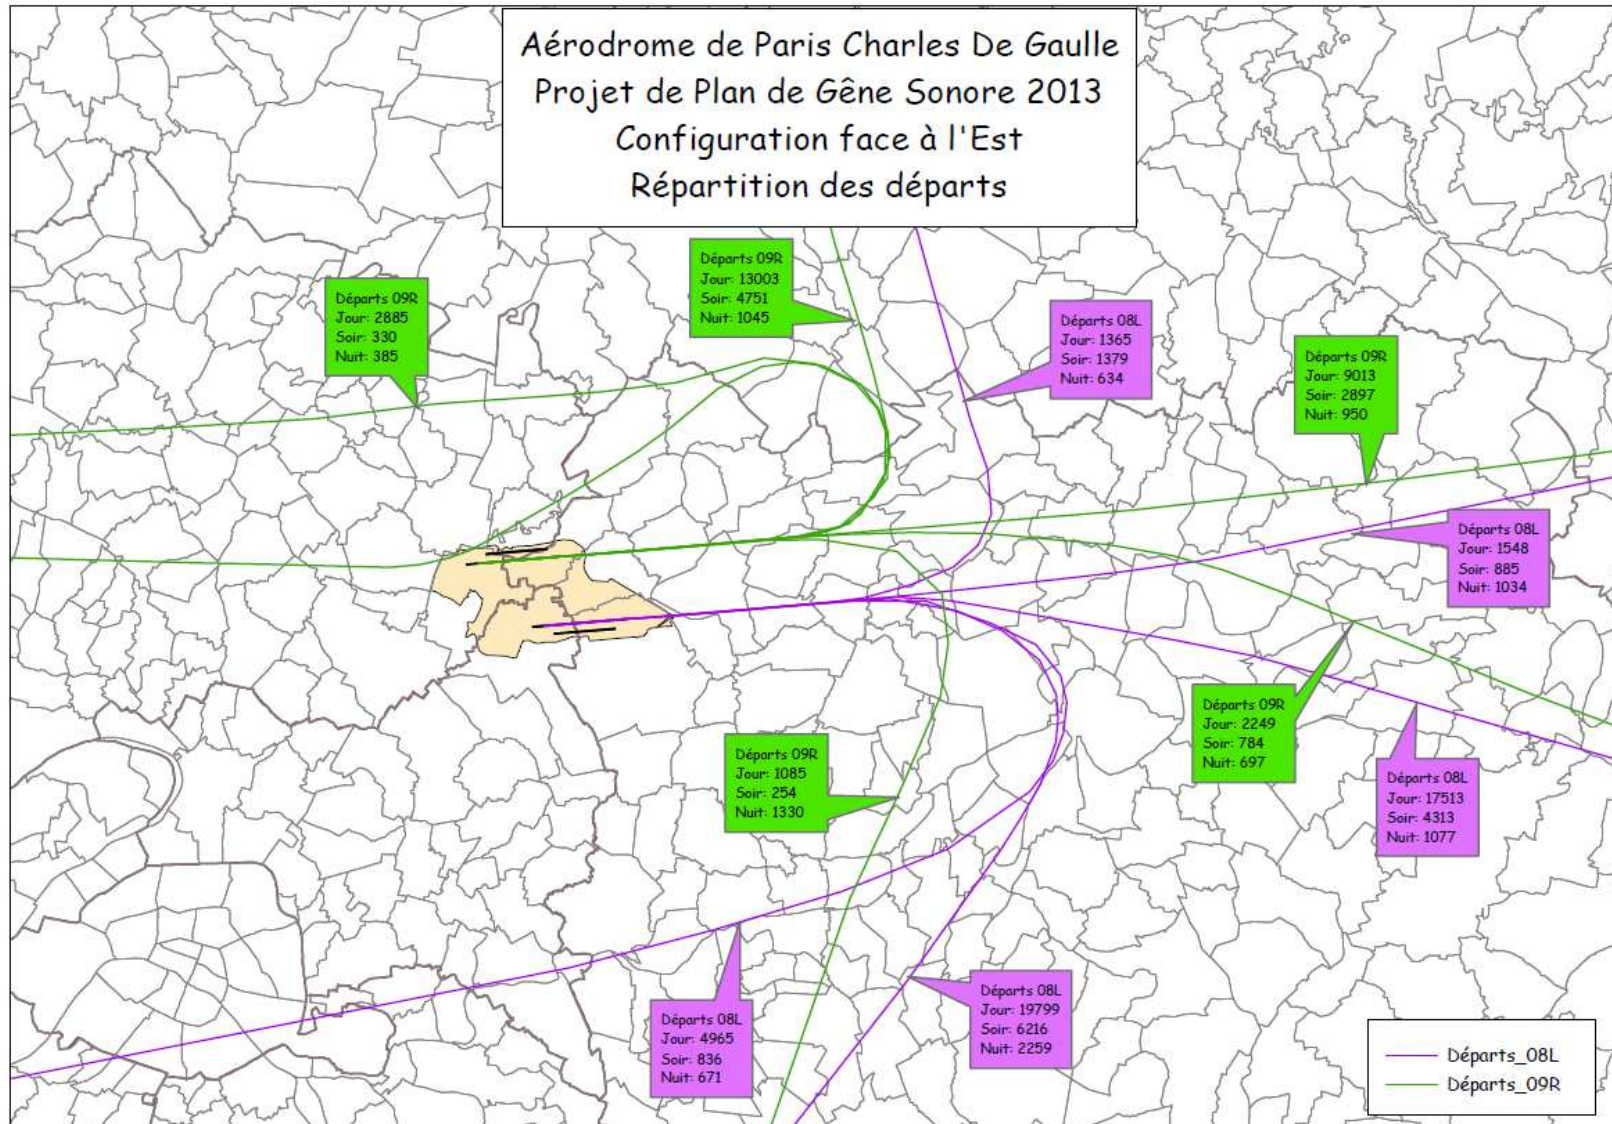 Aérodrome de Paris Charles De Gaulle
Projet de Plan de Gêne Sonore 2013
Configuration face à l'Est
Répartition des départs
Départs 09R
Jour: 13003
Soir: 4751
Nuit: 1045
Départs 09R
Jour: 2885
Soir: 330
Nuit: 385
Départs 08L
Jour: 1365
Soir: 1379
Nuit: 634
Départs 09R
Jour: 9013
Soir: 2897
Nuit: 950
Départs 08L
Jour: 1548
Soir: 885
Nuit: 1034
Départs 09R
Jour: 2249
Soir: 784
Nuit: 697
Départs 09R
Jour: 1085
Soir: 254
Nuit: 1330
Départs 08L
Jour: 17513
Soir: 4313
Nuit: 1077
Départs 08L
Jour: 19799
Soir: 6216
Nuit: 2259
Départs 08L
Jour: 4965
Soir: 836
Nuit: 671
Départs_08L
Départs_09R